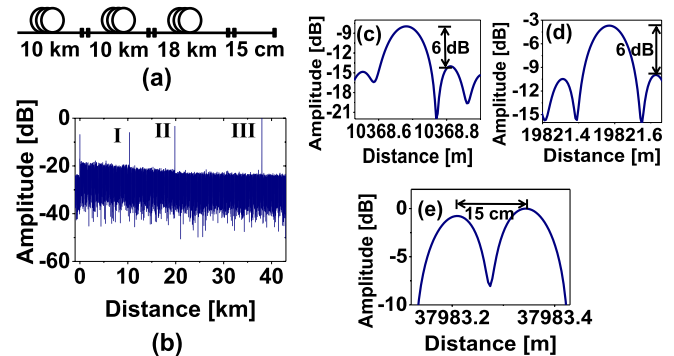 10 km 10 km 18 km 15 cm
(a)
Amplitude [dB]
0
-20
-40
-60
I II III
0 10 20 30 40
Distance [km]
(b)
Amplitude [dB]
-9
-12
-15
-18
-21
(c)
6 dB
10368.6 10368.8
Distance [m]
Amplitude [dB]
-3
-6
-9
-12
-15
(d)
6 dB
19821.4 19821.6
Distance [m]
Amplitude [dB]
0
-5
-10
(e)
15 cm
37983.2 37983.4
Distance [m]